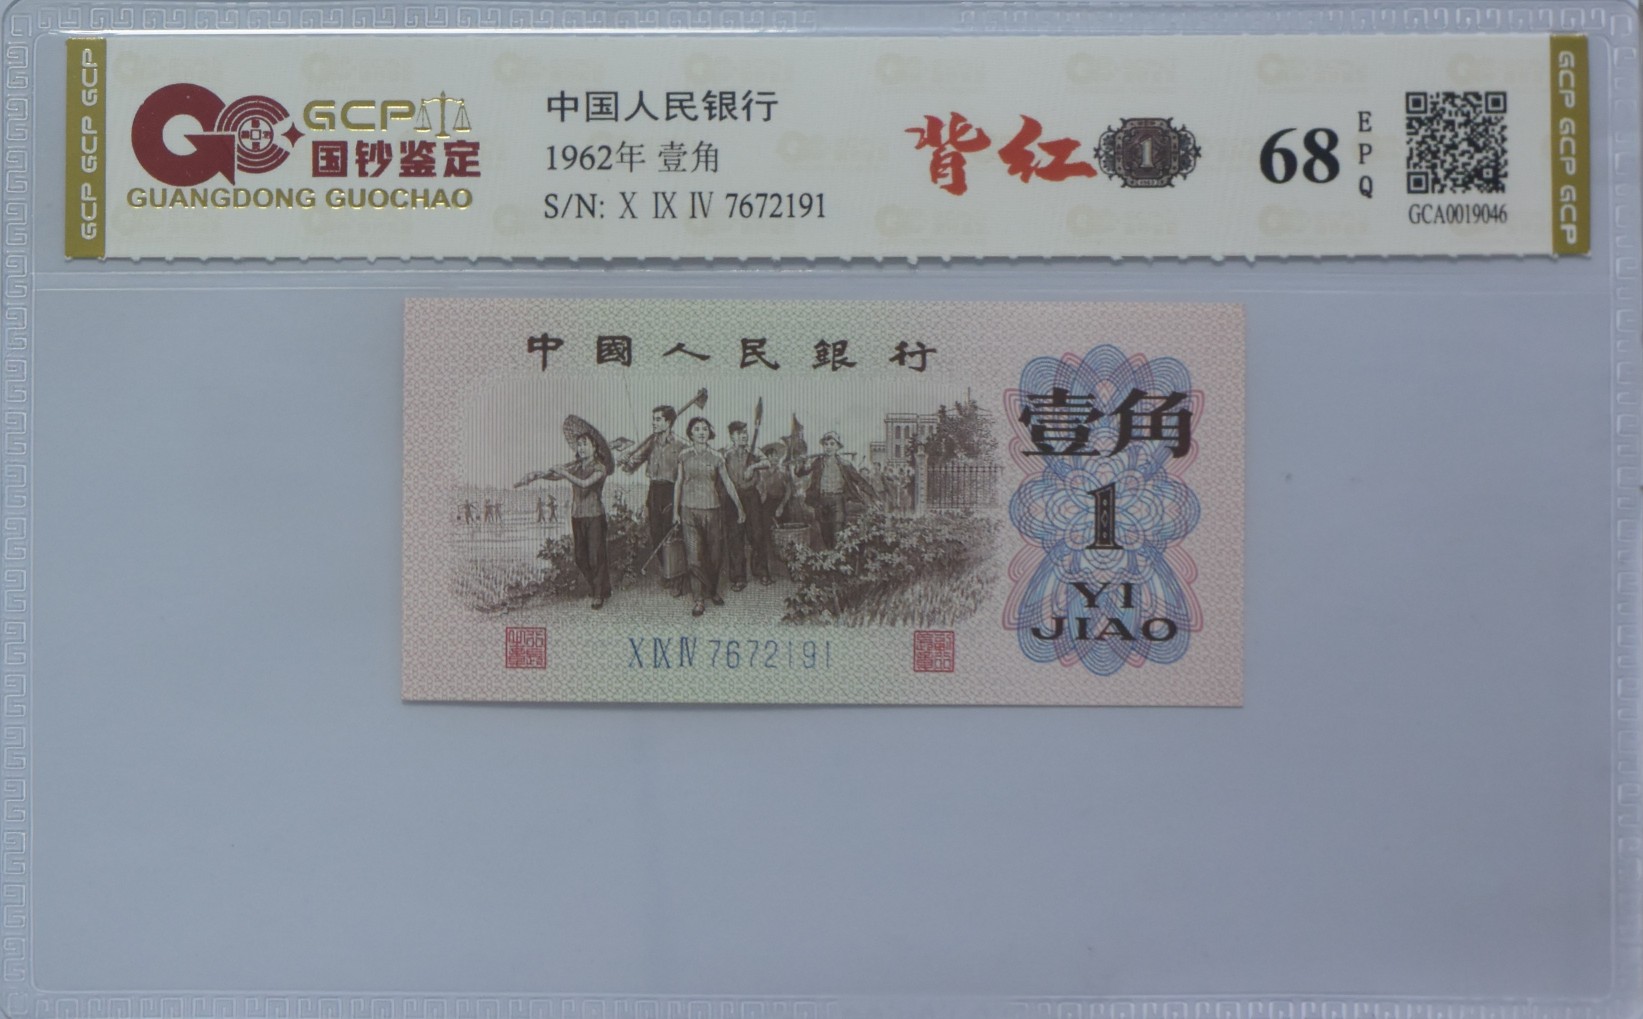 GCP GCP GCP
GCP
国钞鉴定
GUANGDONG GUOCHAO
中国人民银行
1962年 壹角
S/N: Ⅹ Ⅸ Ⅳ 7672191
背红
1
68
EPQ
GCA0019046
GCP GCP GCP
中國人民銀行
壹角
1
YI
JIAO
ⅩⅨⅣ 7672191